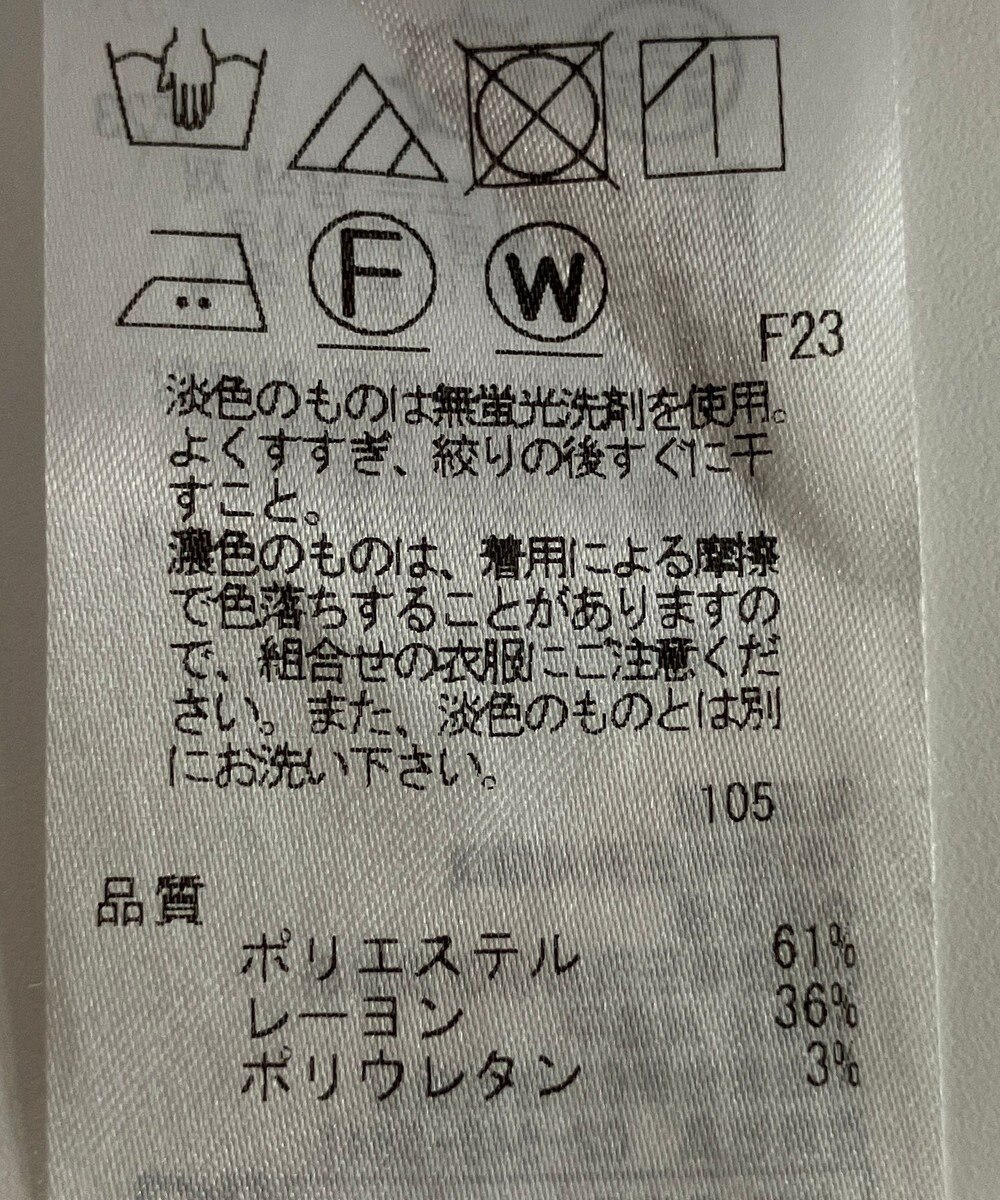 F
W
F23
淡色のものは無蛍光洗剤を使用。
よくすすぎ、絞りの後すぐに干
すこと。
濃色のものは、着用による摩擦
で色落ちすることがありますの
で、組合せの衣服にご注意くだ
さい。また、淡色のものとは別
にお洗い下さい。
105
品質
ポリエステル 61%
レーヨン 36%
ポリウレタン 3%